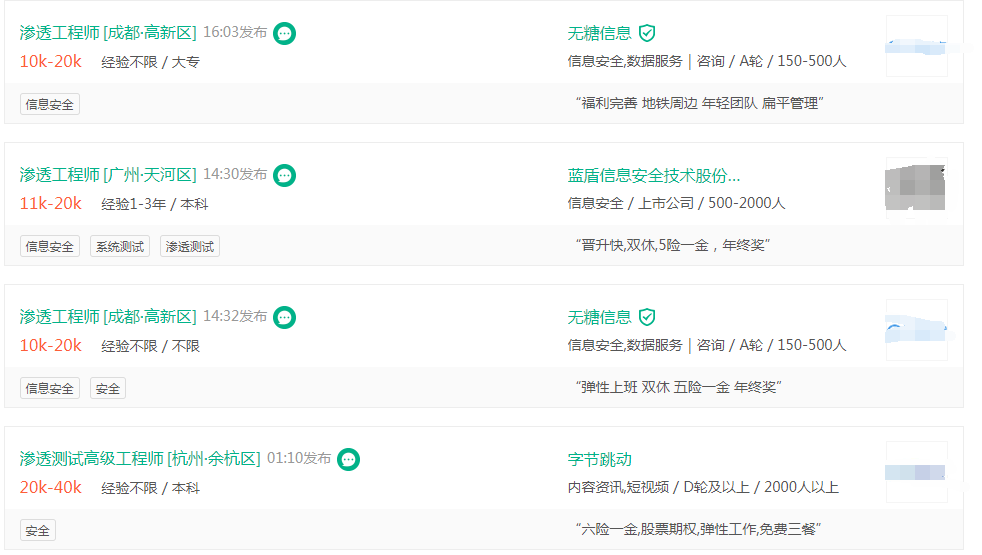 渗透工程师 [成都·高新区] 16:03发布
10k-20k 经验不限 / 大专
信息安全
无糖信息
信息安全,数据服务│咨询 / A轮 / 150-500人
“福利完善 地铁周边 年轻团队 扁平管理”
渗透工程师 [广州·天河区] 14:30发布
11k-20k 经验1-3年 / 本科
信息安全 系统测试 渗透测试
蓝盾信息安全技术股份...
信息安全 / 上市公司 / 500-2000人
“晋升快,双休,5险一金，年终奖”
渗透工程师 [成都·高新区] 14:32发布
10k-20k 经验不限 / 不限
信息安全 安全
无糖信息
信息安全,数据服务│咨询 / A轮 / 150-500人
“弹性上班 双休 五险一金 年终奖”
渗透测试高级工程师 [杭州·余杭区] 01:10发布
20k-40k 经验不限 / 本科
安全
字节跳动
内容资讯,短视频 / D轮及以上 / 2000人以上
“六险一金,股票期权,弹性工作,免费三餐”